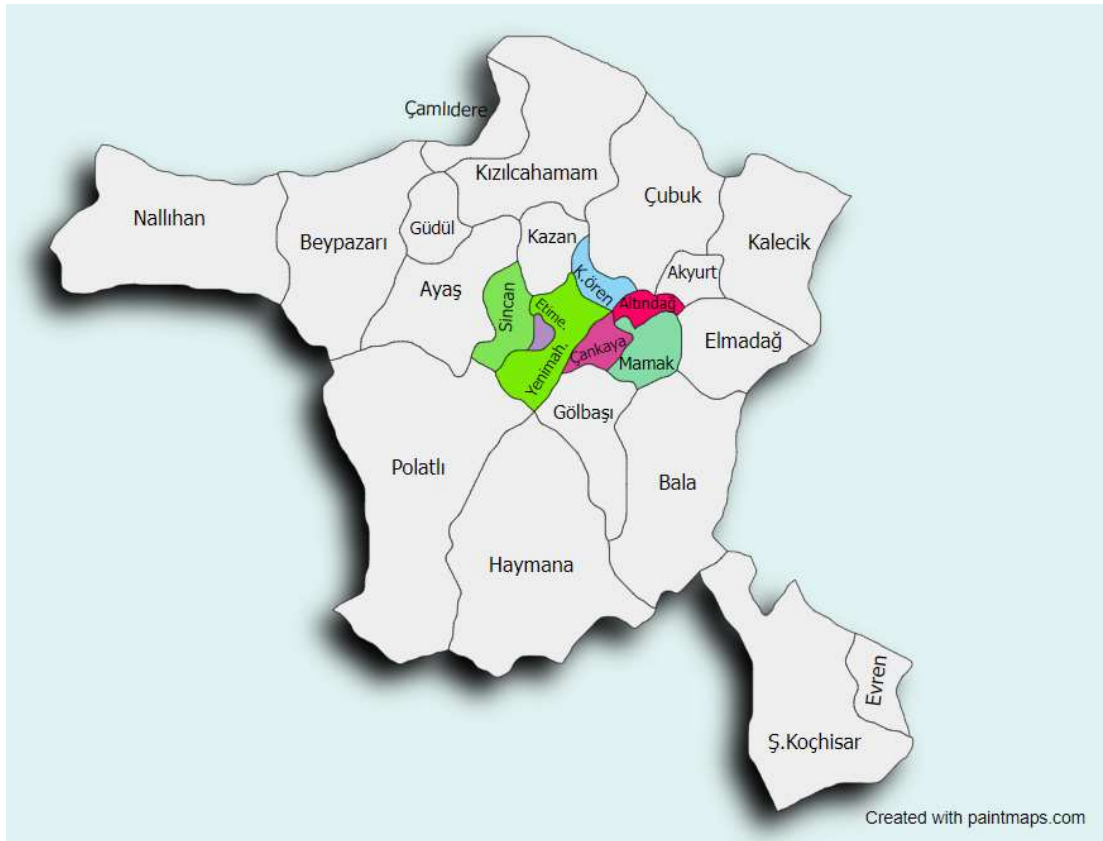 Çamlıdere
Kızılcahamam
Çubuk
Nallıhan
Beypazarı
Güdül
Kazan
Kalecik
Akyurt
Ayaş
K.ören
Sincan
Etime.
Altındağ
Elmadağ
Yenimah.
Çankaya
Mamak
Gölbaşı
Polatlı
Bala
Haymana
Evren
Ş.Koçhisar
Created with paintmaps.com